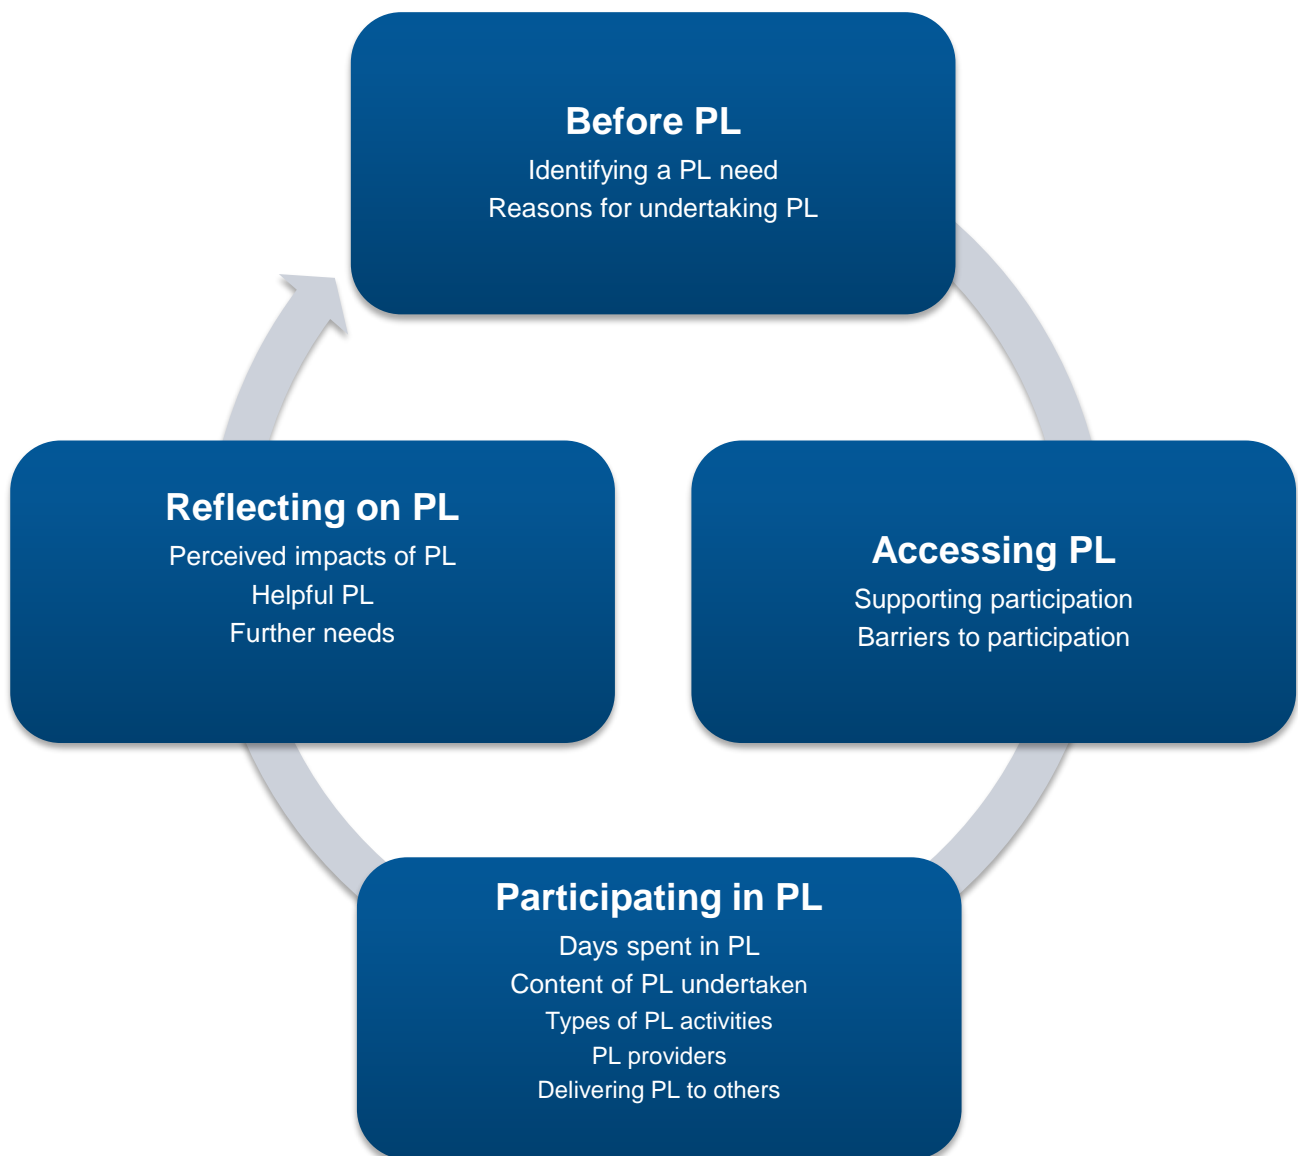 Before PL
Identifying a PL need
Reasons for undertaking PL
Accessing PL
Supporting participation
Barriers to participation
Participating in PL
Days spent in PL
Content of PL undertaken
Types of PL activities
PL providers
Delivering PL to others
Reflecting on PL
Perceived impacts of PL
Helpful PL
Further needs